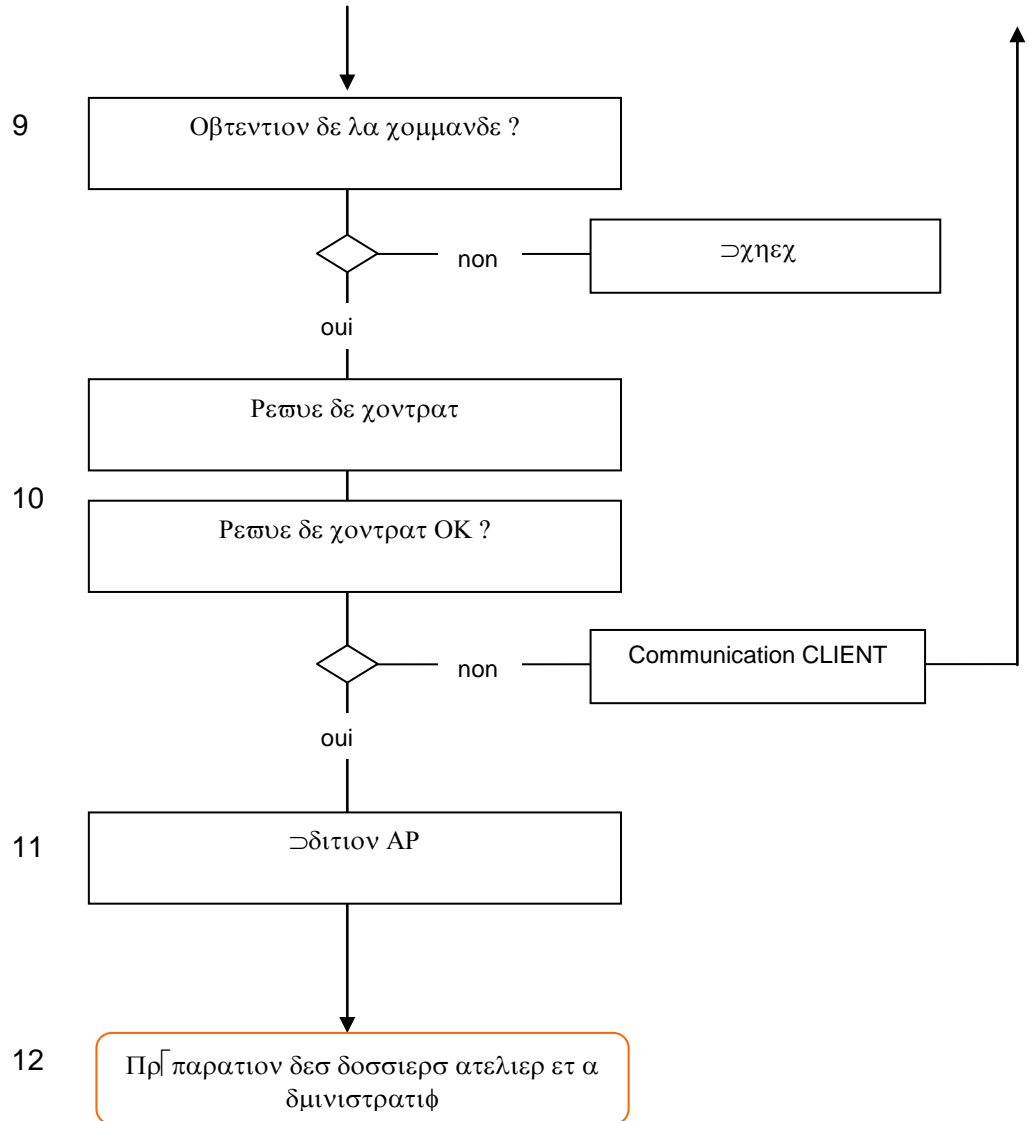 9
Οβτεντιον δε λα χομμανδε ?
non
⊃χηεχ
oui
Ρεϖυε δε χοντρατ
10
Ρεϖυε δε χοντρατ ΟΚ ?
non
Communication CLIENT
oui
11
⊃διτιον ΑΡ
12
Πρ⎡παρατιον δεσ δοσσιερσ ατελιερ ετ α
δμινιστρατιφ